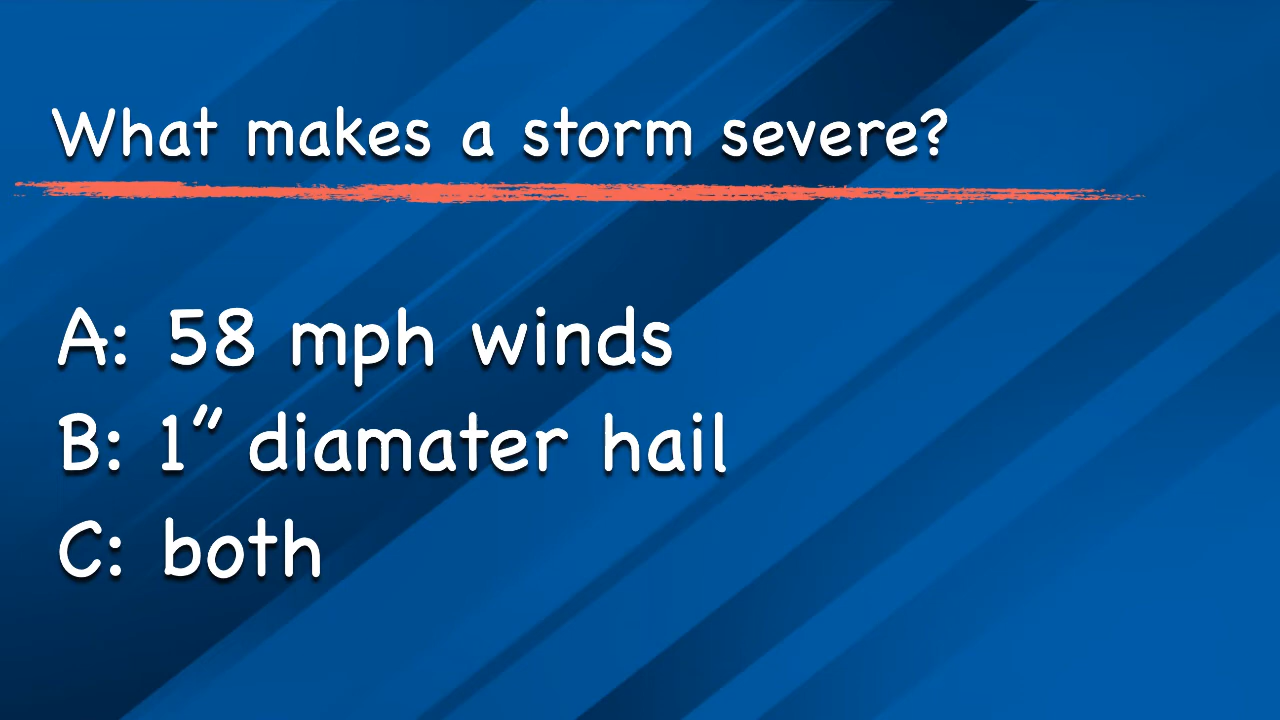 What makes a storm severe?
A: 58 mph winds
B: 1” diamater hail
C: both